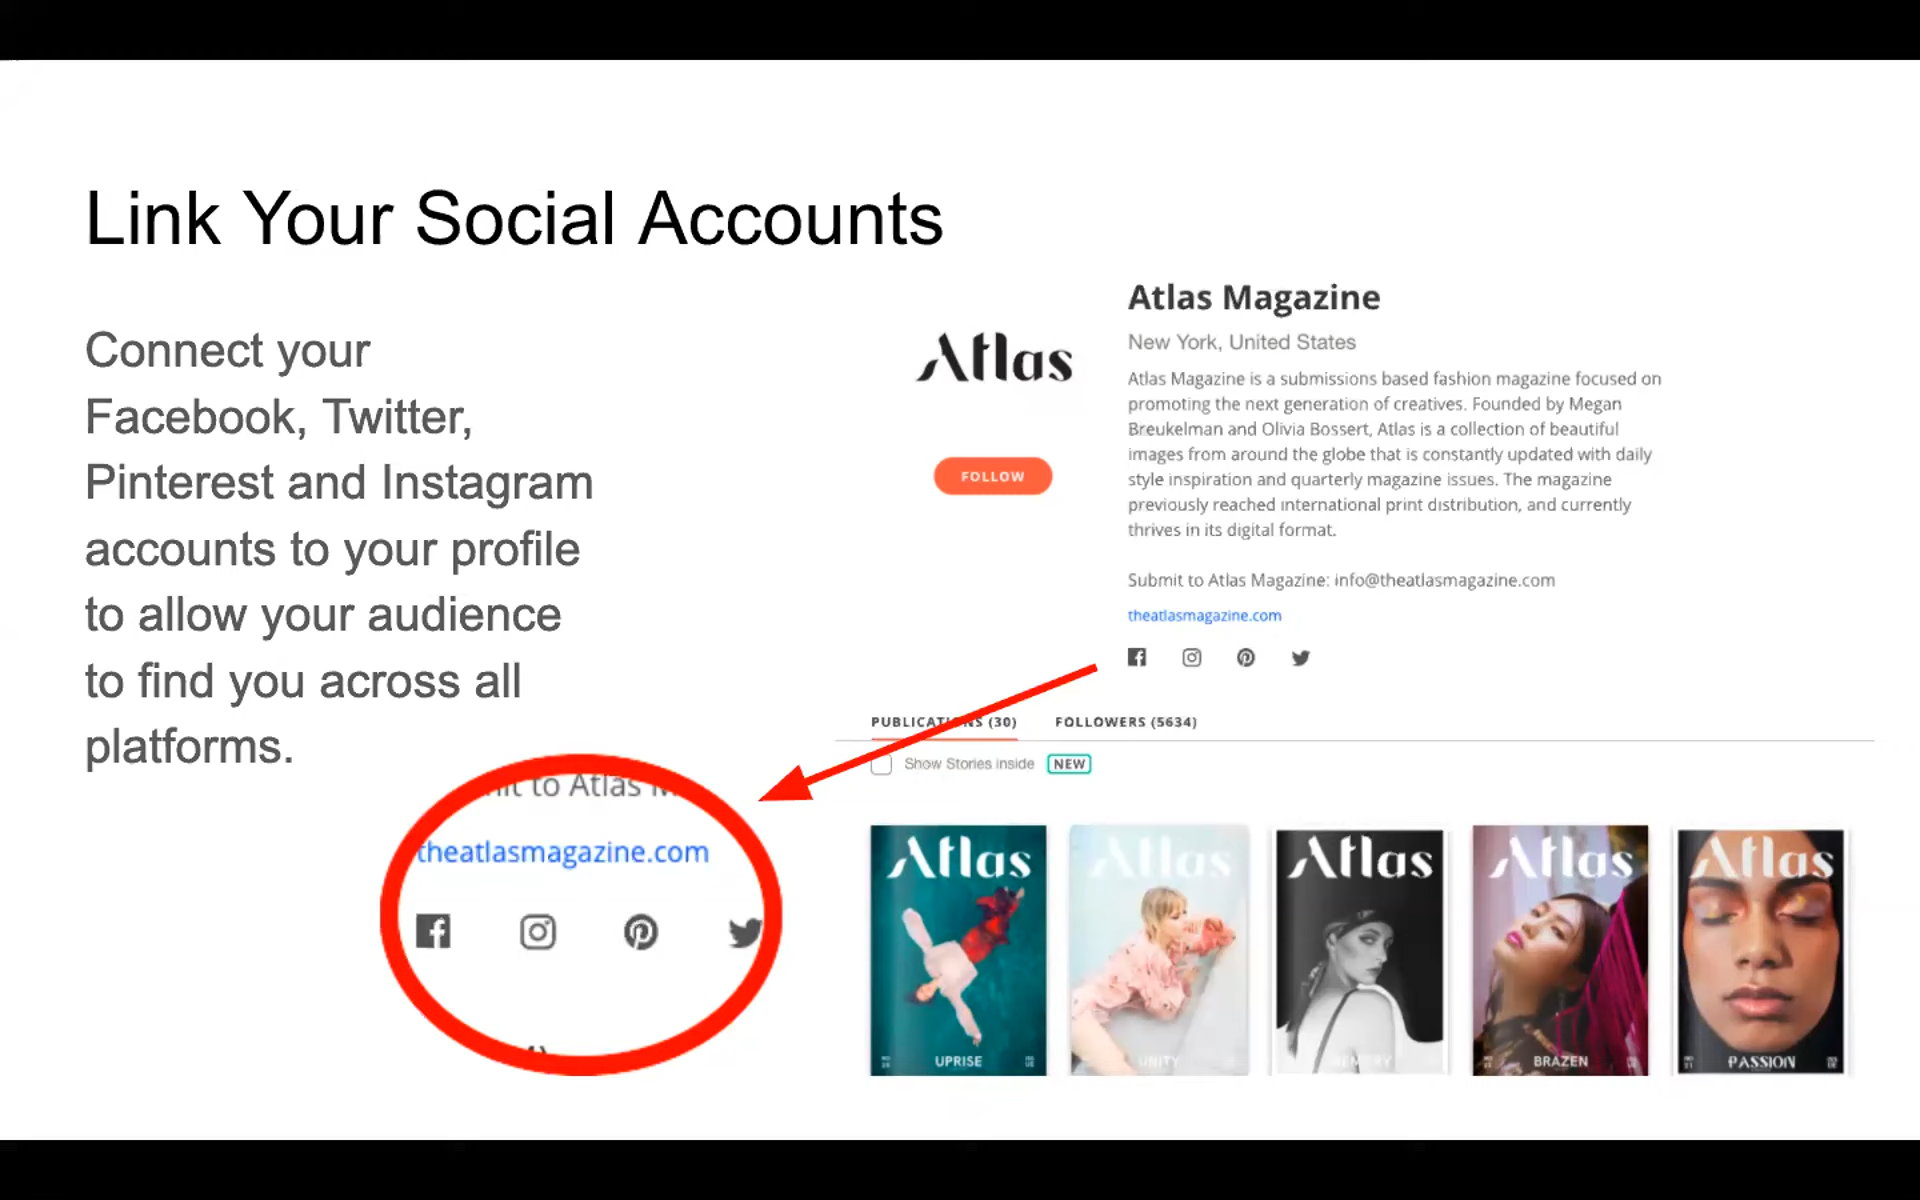 Link Your Social Accounts
Connect your
Facebook, Twitter,
Pinterest and Instagram
accounts to your profile
to allow your audience
to find you across all
platforms.
to Atlas
theatlasmagazine.com
Atlas
FOLLOW
Atlas Magazine
New York, United States
Atlas Magazine is a submissions based fashion magazine focused on
promoting the next generation of creatives. Founded by Megan
Breukelman and Olivia Bossert, Atlas is a collection of beautiful
images from around the globe that is constantly updated with daily
style inspiration and quarterly magazine issues. The magazine
previously reached international print distribution, and currently
thrives in its digital format.
Submit to Atlas Magazine: info@theatlasmagazine.com
theatlasmagazine.com
PUBLICATIONS (30) FOLLOWERS (5634)
Show Stories inside NEW
Atlas
UPRISE
Atlas
UNITY
Atlas
Atlas
BRAZEN
Atlas
PASSION